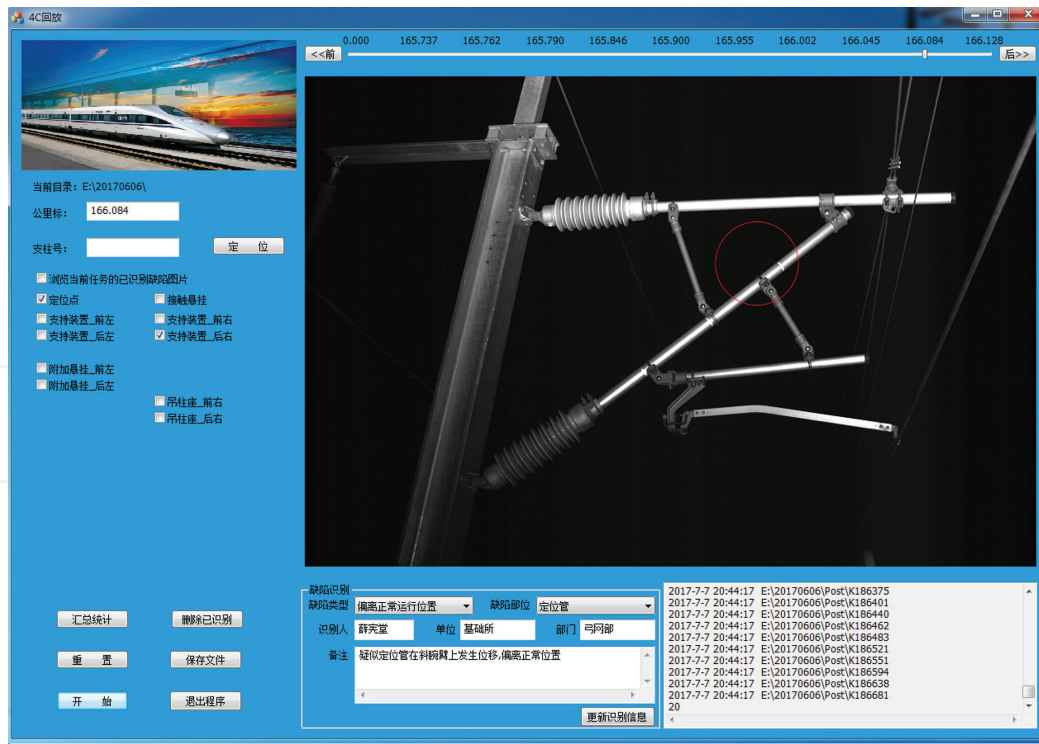 4C回放
0.000 165.737 165.762 165.790 165.846 165.900 165.955 166.002 166.045 166.084 166.128
<<前 后>>
当前目录: E:\20170606\
公里标: 166.084
支柱号:
定 位
浏览当前任务的已识别缺陷图片
定位点 接触悬挂
支持装置_前左 支持装置_前右
支持装置_后左 支持装置_后右
附加悬挂_前左
附加悬挂_后左
吊柱座_前右
吊柱座_后右
汇总统计 删除已识别
重 置 保存文件
开 始 退出程序
缺陷识别
缺陷类型 偏离正常运行位置 缺陷部位 定位管
识别人 薛宪堂 单位 基础所 部门 弓网部
备注 疑似定位管在斜腕臂上发生位移,偏离正常位置
更新识别信息
2017-7-7 20:44:17 E:\20170606\Post\K186375
2017-7-7 20:44:17 E:\20170606\Post\K186401
2017-7-7 20:44:17 E:\20170606\Post\K186440
2017-7-7 20:44:17 E:\20170606\Post\K186462
2017-7-7 20:44:17 E:\20170606\Post\K186483
2017-7-7 20:44:17 E:\20170606\Post\K186521
2017-7-7 20:44:17 E:\20170606\Post\K186551
2017-7-7 20:44:17 E:\20170606\Post\K186594
2017-7-7 20:44:17 E:\20170606\Post\K186638
2017-7-7 20:44:17 E:\20170606\Post\K186681
20